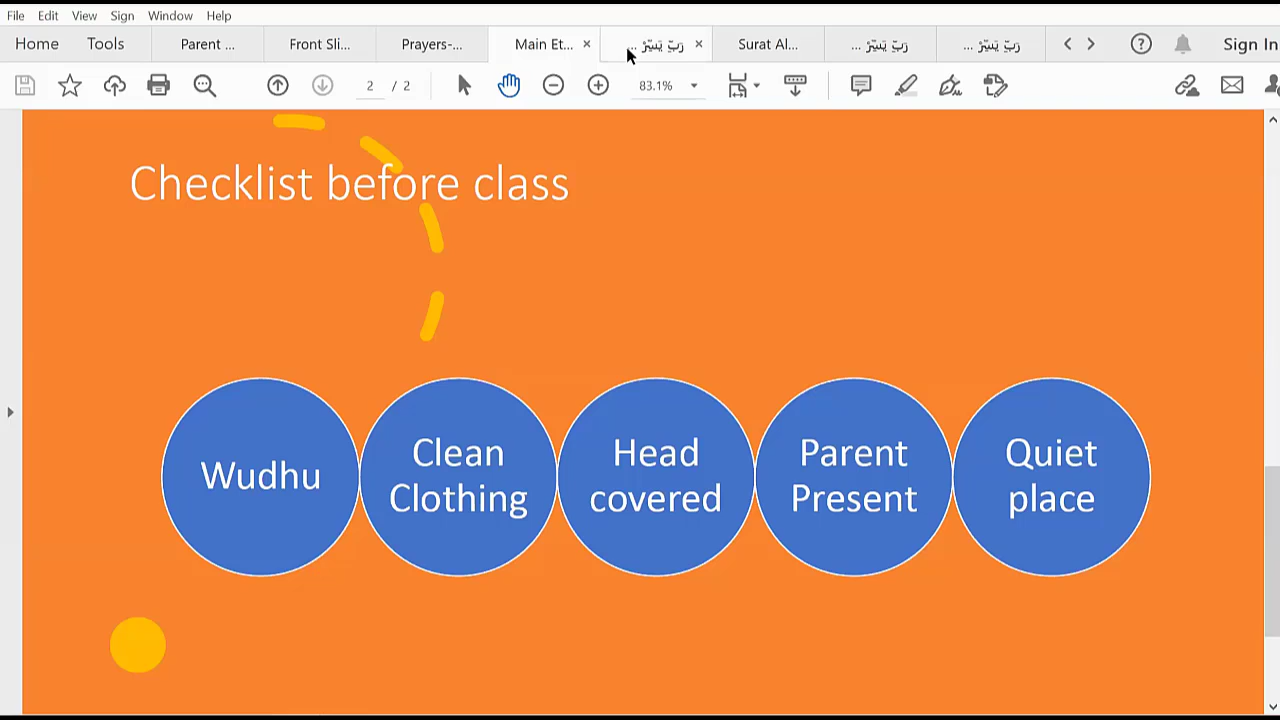 File Edit View Sign Window Help
Home Tools Parent ... Front Sli... Prayers-... Main Et... × رَبِّ يَسِّرْ ... × Surat Al... رَبِّ يَسِّرْ ... رَبِّ يَسِّرْ ... Sign In
2 / 2 83.1%
Checklist before class
Wudhu
Clean
Clothing
Head
covered
Parent
Present
Quiet
place